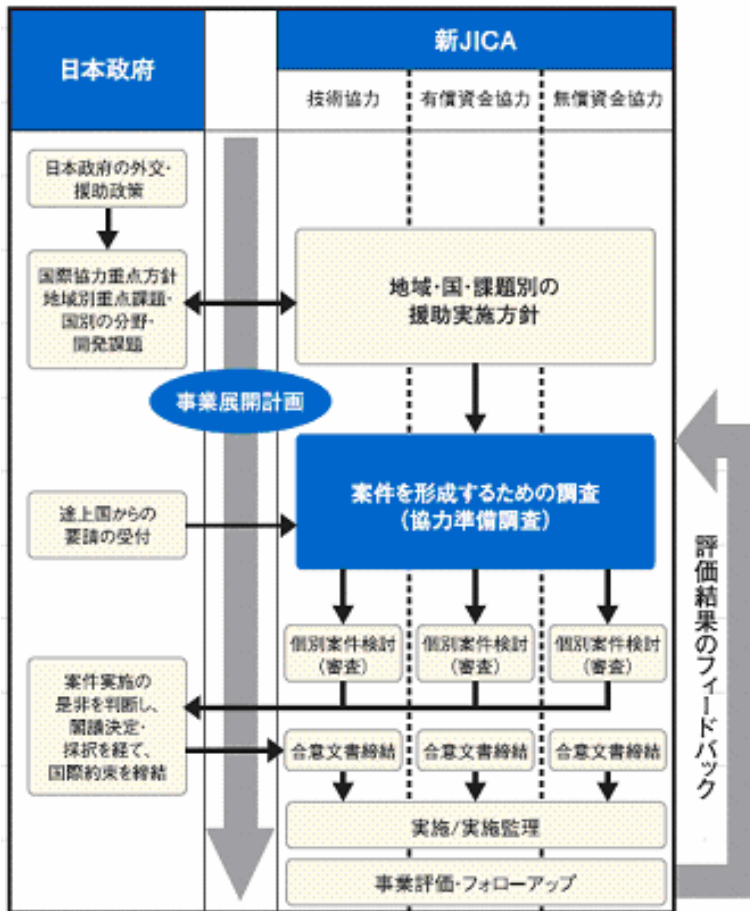 日本政府
新JICA
技術協力
有償資金協力
無償資金協力
日本政府の外交・
援助政策
国際協力重点方針
地域別重点課題・
国別の分野・
開発課題
地域・国・課題別の
援助実施方針
事業展開計画
途上国からの
要請の受付
案件を形成するための調査
(協力準備調査)
個別案件検討
(審査)
個別案件検討
(審査)
個別案件検討
(審査)
案件実施の
是非を判断し、
閣議決定・
採択を経て、
国際約束を締結
合意文書締結
合意文書締結
合意文書締結
実施/実施監理
事業評価・フォローアップ
評価結果のフィードバック